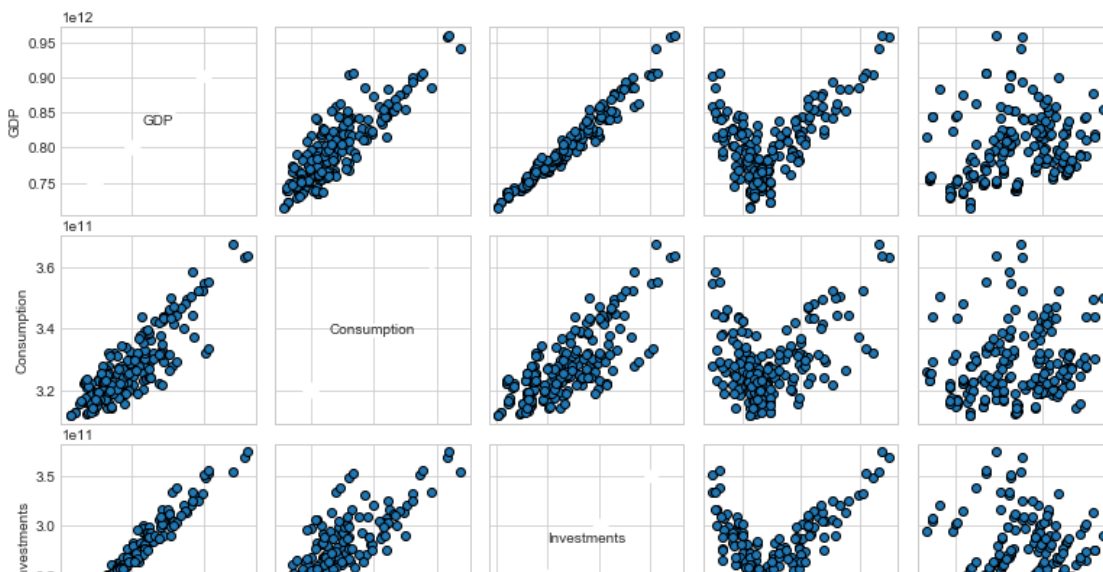 1e12
0.95
0.90
0.85
0.80
0.75
GDP
GDP
1e11
3.6
3.4
3.2
Consumption
Consumption
1e11
3.5
3.0
Investments